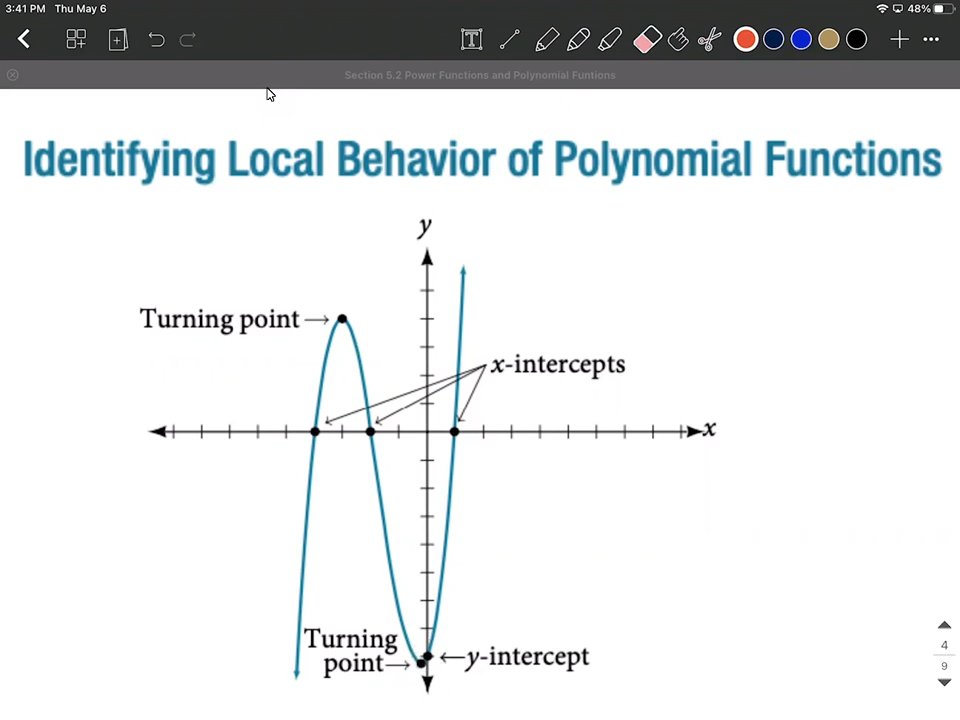 3:41 PM Thu May 6
48%
Section 5.2 Power Functions and Polynomial Funtions
Identifying Local Behavior of Polynomial Functions
y
Turning point
x-intercepts
x
Turning
point
y-intercept
4
9